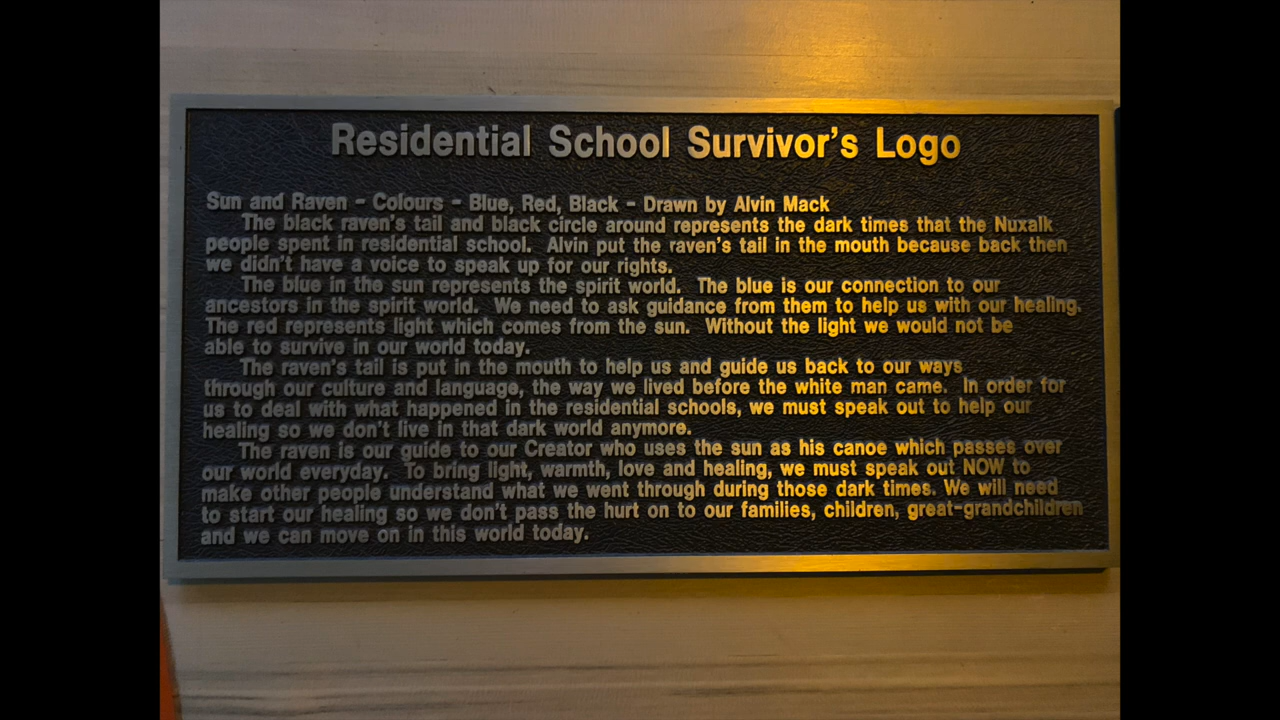 Residential School Survivor's Logo
Sun and Raven - Colours - Blue, Red, Black - Drawn by Alvin Mack
The black raven's tail and black circle around represents the dark times that the Nuxalk
people spent in residential school. Alvin put the raven's tail in the mouth because back then
we didn't have a voice to speak up for our rights.
The blue in the sun represents the spirit world. The blue is our connection to our
ancestors in the spirit world. We need to ask guidance from them to help us with our healing.
The red represents light which comes from the sun. Without the light we would not be
able to survive in our world today.
The raven's tail is put in the mouth to help us and guide us back to our ways
through our culture and language, the way we lived before the white man came. In order for
us to deal with what happened in the residential schools, we must speak out to help our
healing so we don't live in that dark world anymore.
The raven is our guide to our Creator who uses the sun as his canoe which passes over
our world everyday. To bring light, warmth, love and healing, we must speak out NOW to
make other people understand what we went through during those dark times. We will need
to start our healing so we don't pass the hurt on to our families, children, great-grandchildren
and we can move on in this world today.